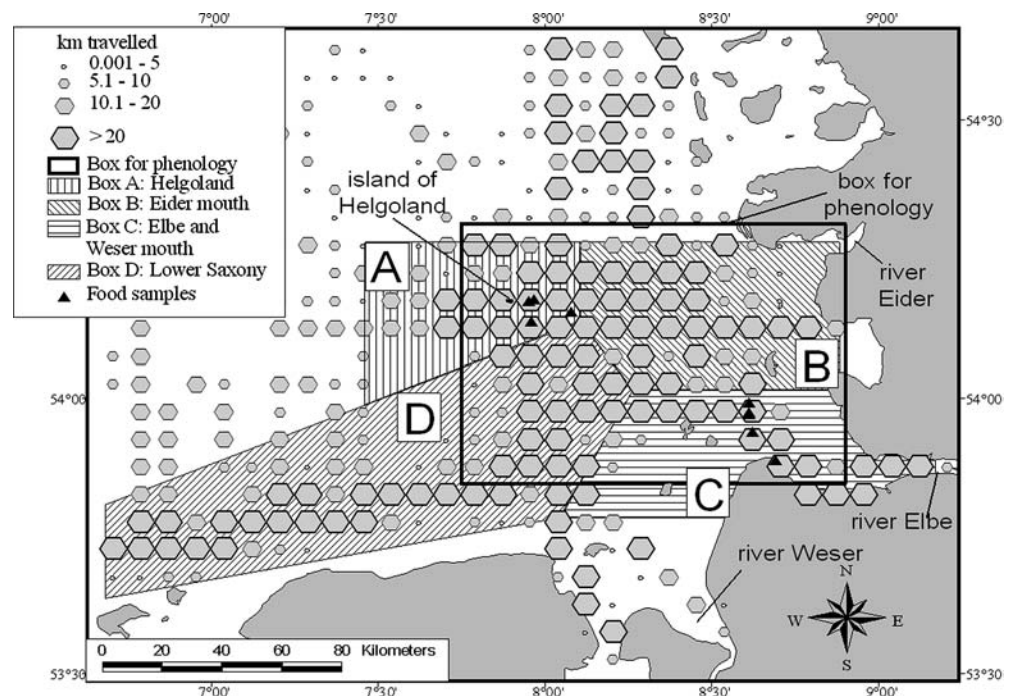 7°00' 7°30' 8°00' 8°30' 9°00'
km travelled
0.001 - 5
5.1 - 10
10.1 - 20
> 20
Box for phenology
Box A: Helgoland
Box B: Eider mouth
Box C: Elbe and
Weser mouth
Box D: Lower Saxony
Food samples
island of
Helgoland
box for
phenology
54°30'
A
river
Eider
B
54°00'
D
C
river Elbe
river Weser
N
W E
S
0 20 40 60 80 Kilometers
53°30' 53°30'
7°00' 7°30' 8°00' 8°30' 9°00'
54°00'